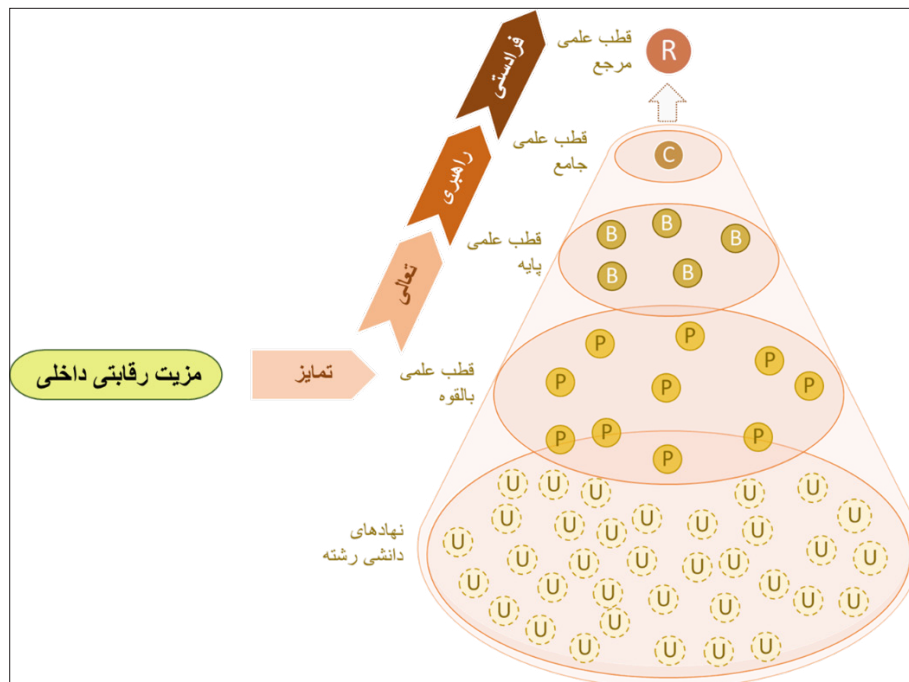 قطب علمی
مرجع
R
فرادستی
قطب علمی
جامع
C
راهبری
قطب علمی
پایه
B B B
B B
تعالی
مزیت رقابتی داخلی
تمایز
قطب علمی
بالقوه
P P
P
P P P
P P P
P
نهادهای
دانشی رشته
U U U U U
U U U U U U
U U U U U U U U U
U U U U U U U U
U U U
U U U U U